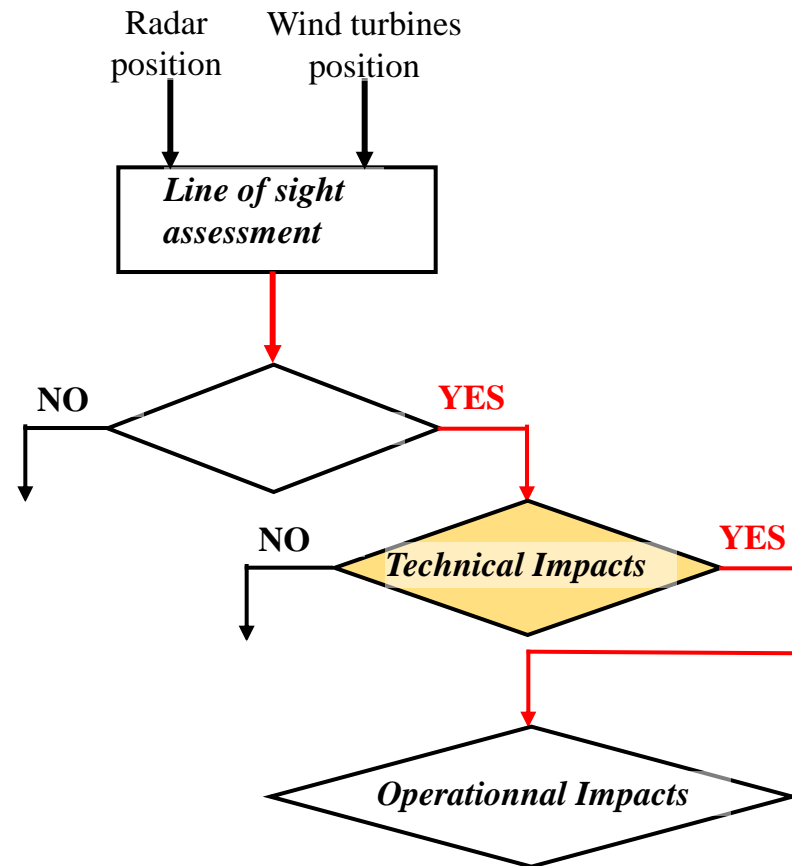 Radar
position
Wind turbines
position
Line of sight
assessment
NO
YES
NO
Technical Impacts
YES
Operationnal Impacts